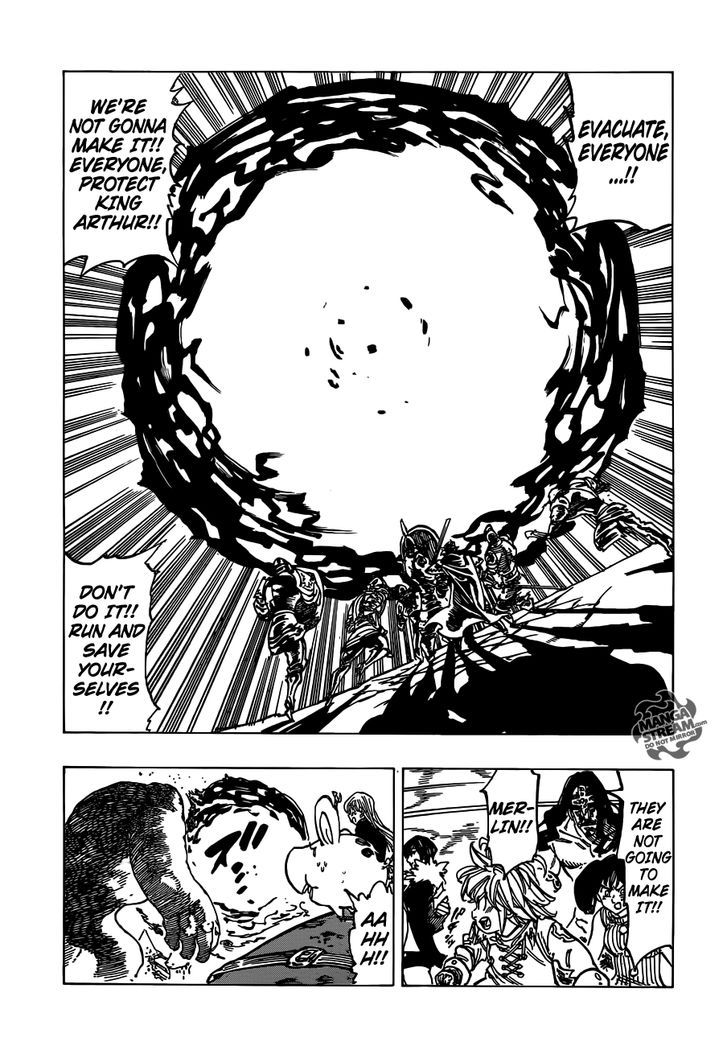 EVACUATE,
EVERYONE
...!!
WE'RE
NOT GONNA
MAKE IT!!
EVERYONE,
PROTECT
KING
ARTHUR!!
DON'T
DO IT!!
RUN AND
SAVE
YOUR-
SELVES
!!
MANGA
STREAM.com
DO NOT MIRROR
THEY
ARE
NOT
GOING
TO
MAKE
IT!!
MER-
LIN!!
AA
HH
H!!